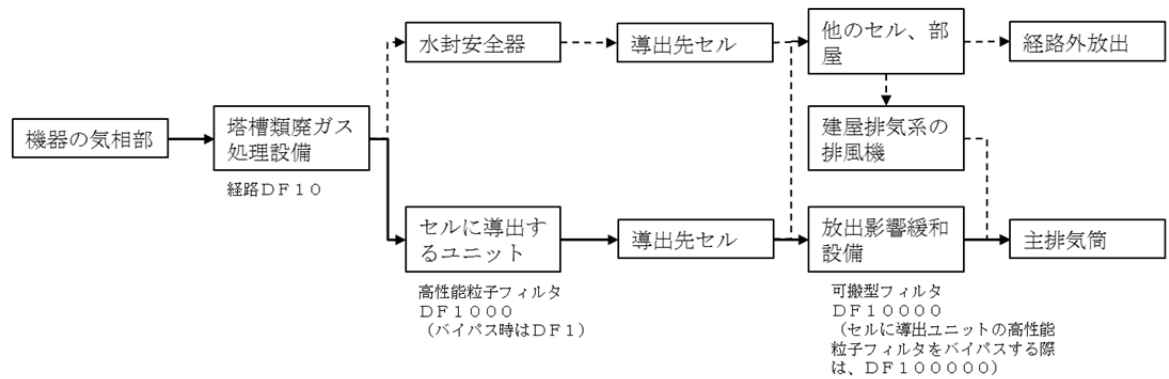 水封安全器
導出先セル
他のセル、部
屋
経路外放出
機器の気相部
塔槽類廃ガス
処理設備
経路DF10
建屋排気系の
排風機
セルに導出す
るユニット
高性能粒子フィルタ
DF1000
(バイパス時はDF1)
導出先セル
放出影響緩和
設備
可搬型フィルタ
DF10000
(セルに導出ユニットの高性能
粒子フィルタをバイパスする際
は、DF100000)
主排気筒